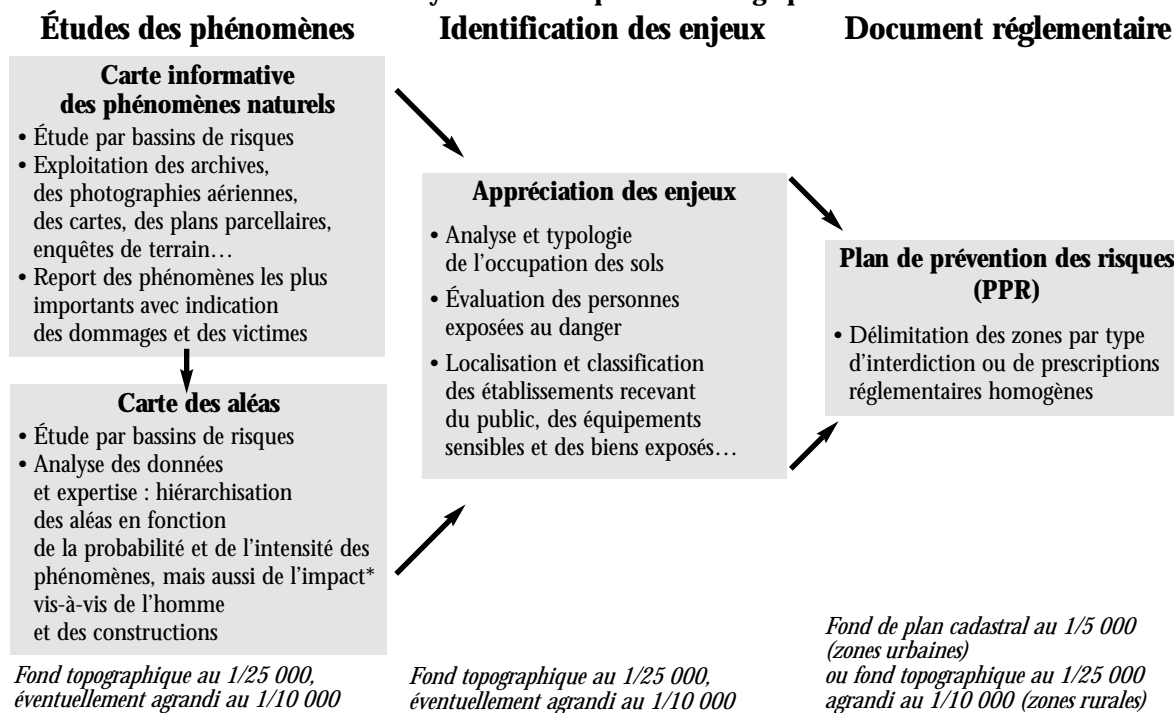 Études des phénomènes
Carte informative
des phénomènes naturels
• Étude par bassins de risques
• Exploitation des archives,
des photographies aériennes,
des cartes, des plans parcellaires,
enquêtes de terrain…
• Report des phénomènes les plus
importants avec indication
des dommages et des victimes
Carte des aléas
• Étude par bassins de risques
• Analyse des données
et expertise : hiérarchisation
des aléas en fonction
de la probabilité et de l'intensité des
phénomènes, mais aussi de l'impact*
vis-à-vis de l'homme
et des constructions
Fond topographique au 1/25 000,
éventuellement agrandi au 1/10 000
Identification des enjeux
Appréciation des enjeux
• Analyse et typologie
de l'occupation des sols
• Évaluation des personnes
exposées au danger
• Localisation et classification
des établissements recevant
du public, des équipements
sensibles et des biens exposés…
Fond topographique au 1/25 000,
éventuellement agrandi au 1/10 000
Document réglementaire
Plan de prévention des risques
(PPR)
• Délimitation des zones par type
d'interdiction ou de prescriptions
réglementaires homogènes
Fond de plan cadastral au 1/5 000
(zones urbaines)
ou fond topographique au 1/25 000
agrandi au 1/10 000 (zones rurales)